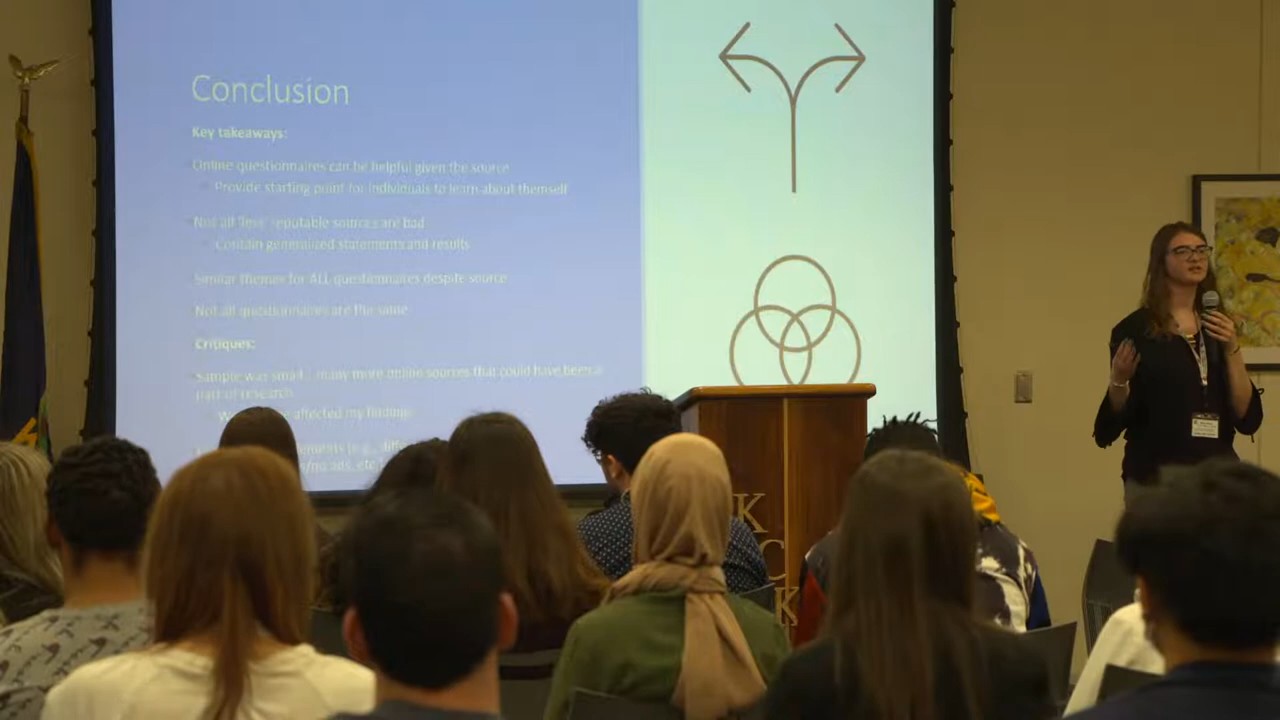 Conclusion
Key takeaways:
Online questionnaires can be helpful given the source
Provide starting point for individuals to learn about themself
Not all 'less' reputable sources are bad
Contain generalized statements and results
Similar themes for ALL questionnaires despite source
Not all questionnaires are the same
Critiques:
Sample was small , many more online sources that could have been a
part of research
affected my findings
(e.g.,
ads, etc.)
K
C
K